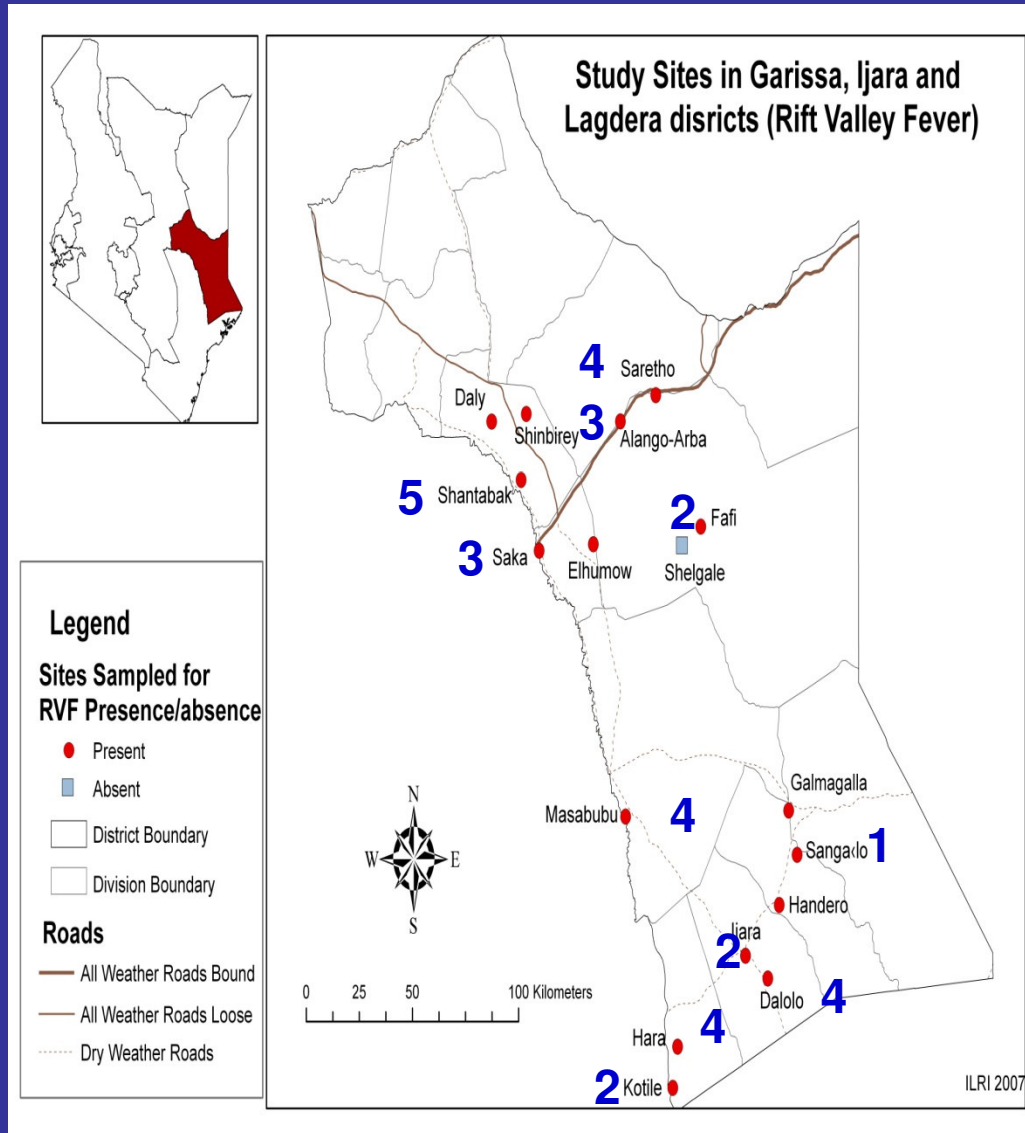 Study Sites in Garissa, Ijara and
Lagdera disricts (Rift Valley Fever)
4
Saretho
Daly
Shinbirey
3
Alango-Arba
5
Shantabak
2
Fafi
3
Saka
Elhumow
Shelgale
Legend
Sites Sampled for
RVF Presence/absence
Present
Absent
District Boundary
Division Boundary
Roads
All Weather Roads Bound
All Weather Roads Loose
Dry Weather Roads
N
W
E
S
0 25 50 100 Kilometers
Galmagalla
Masabubu
4
1
Handero
Ijara
2
Dalolo
4
4
Hara
2
Kotile
ILRI 2007